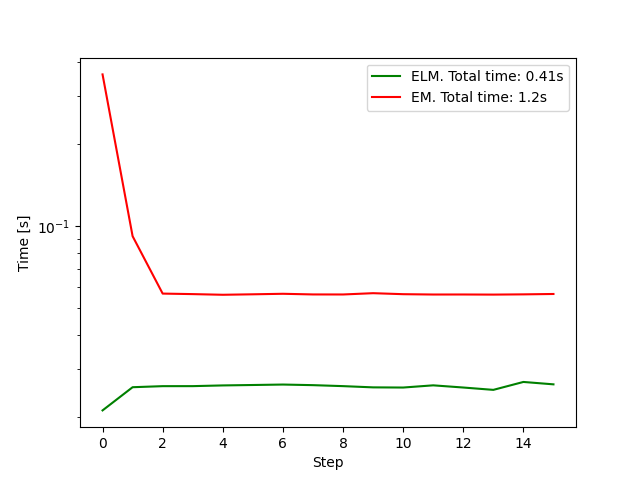 ELM. Total time: 0.41s
EM. Total time: 1.2s
Time [s]
10⁻¹
0 2 4 6 8 10 12 14
Step